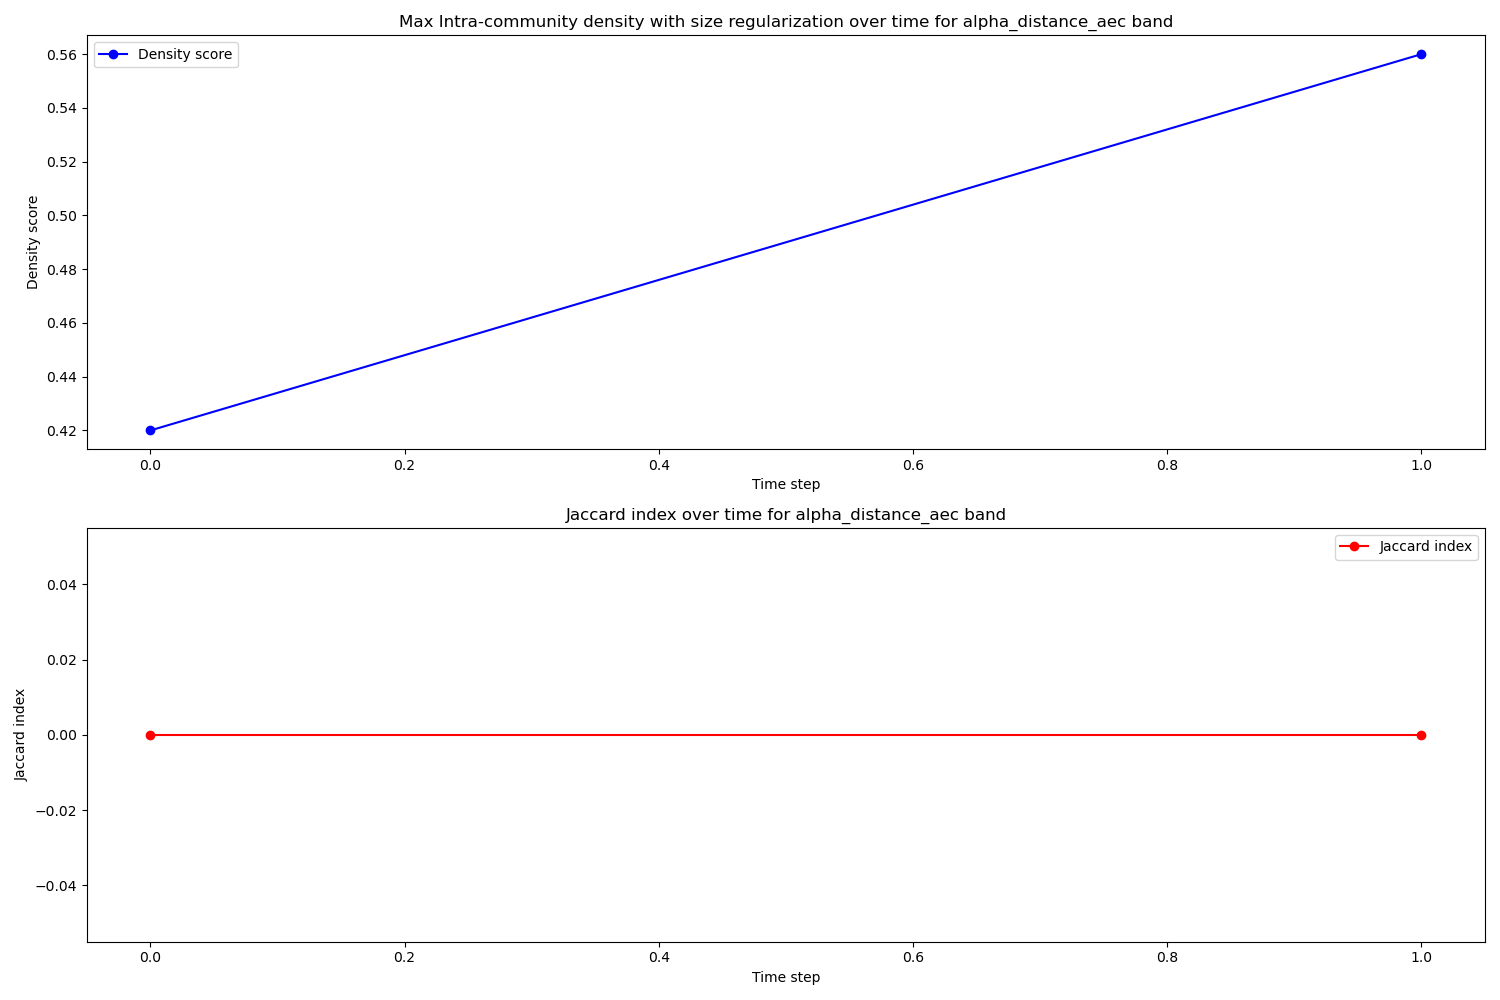 Max Intra-community density with size regularization over time for alpha_distance_aec band
Density score
0.56
0.54
0.52
0.50
0.48
0.46
0.44
0.42
Density score
0.0 0.2 0.4 0.6 0.8 1.0
Time step
Jaccard index over time for alpha_distance_aec band
Jaccard index
0.04
0.02
0.00
−0.02
−0.04
Jaccard index
0.0 0.2 0.4 0.6 0.8 1.0
Time step